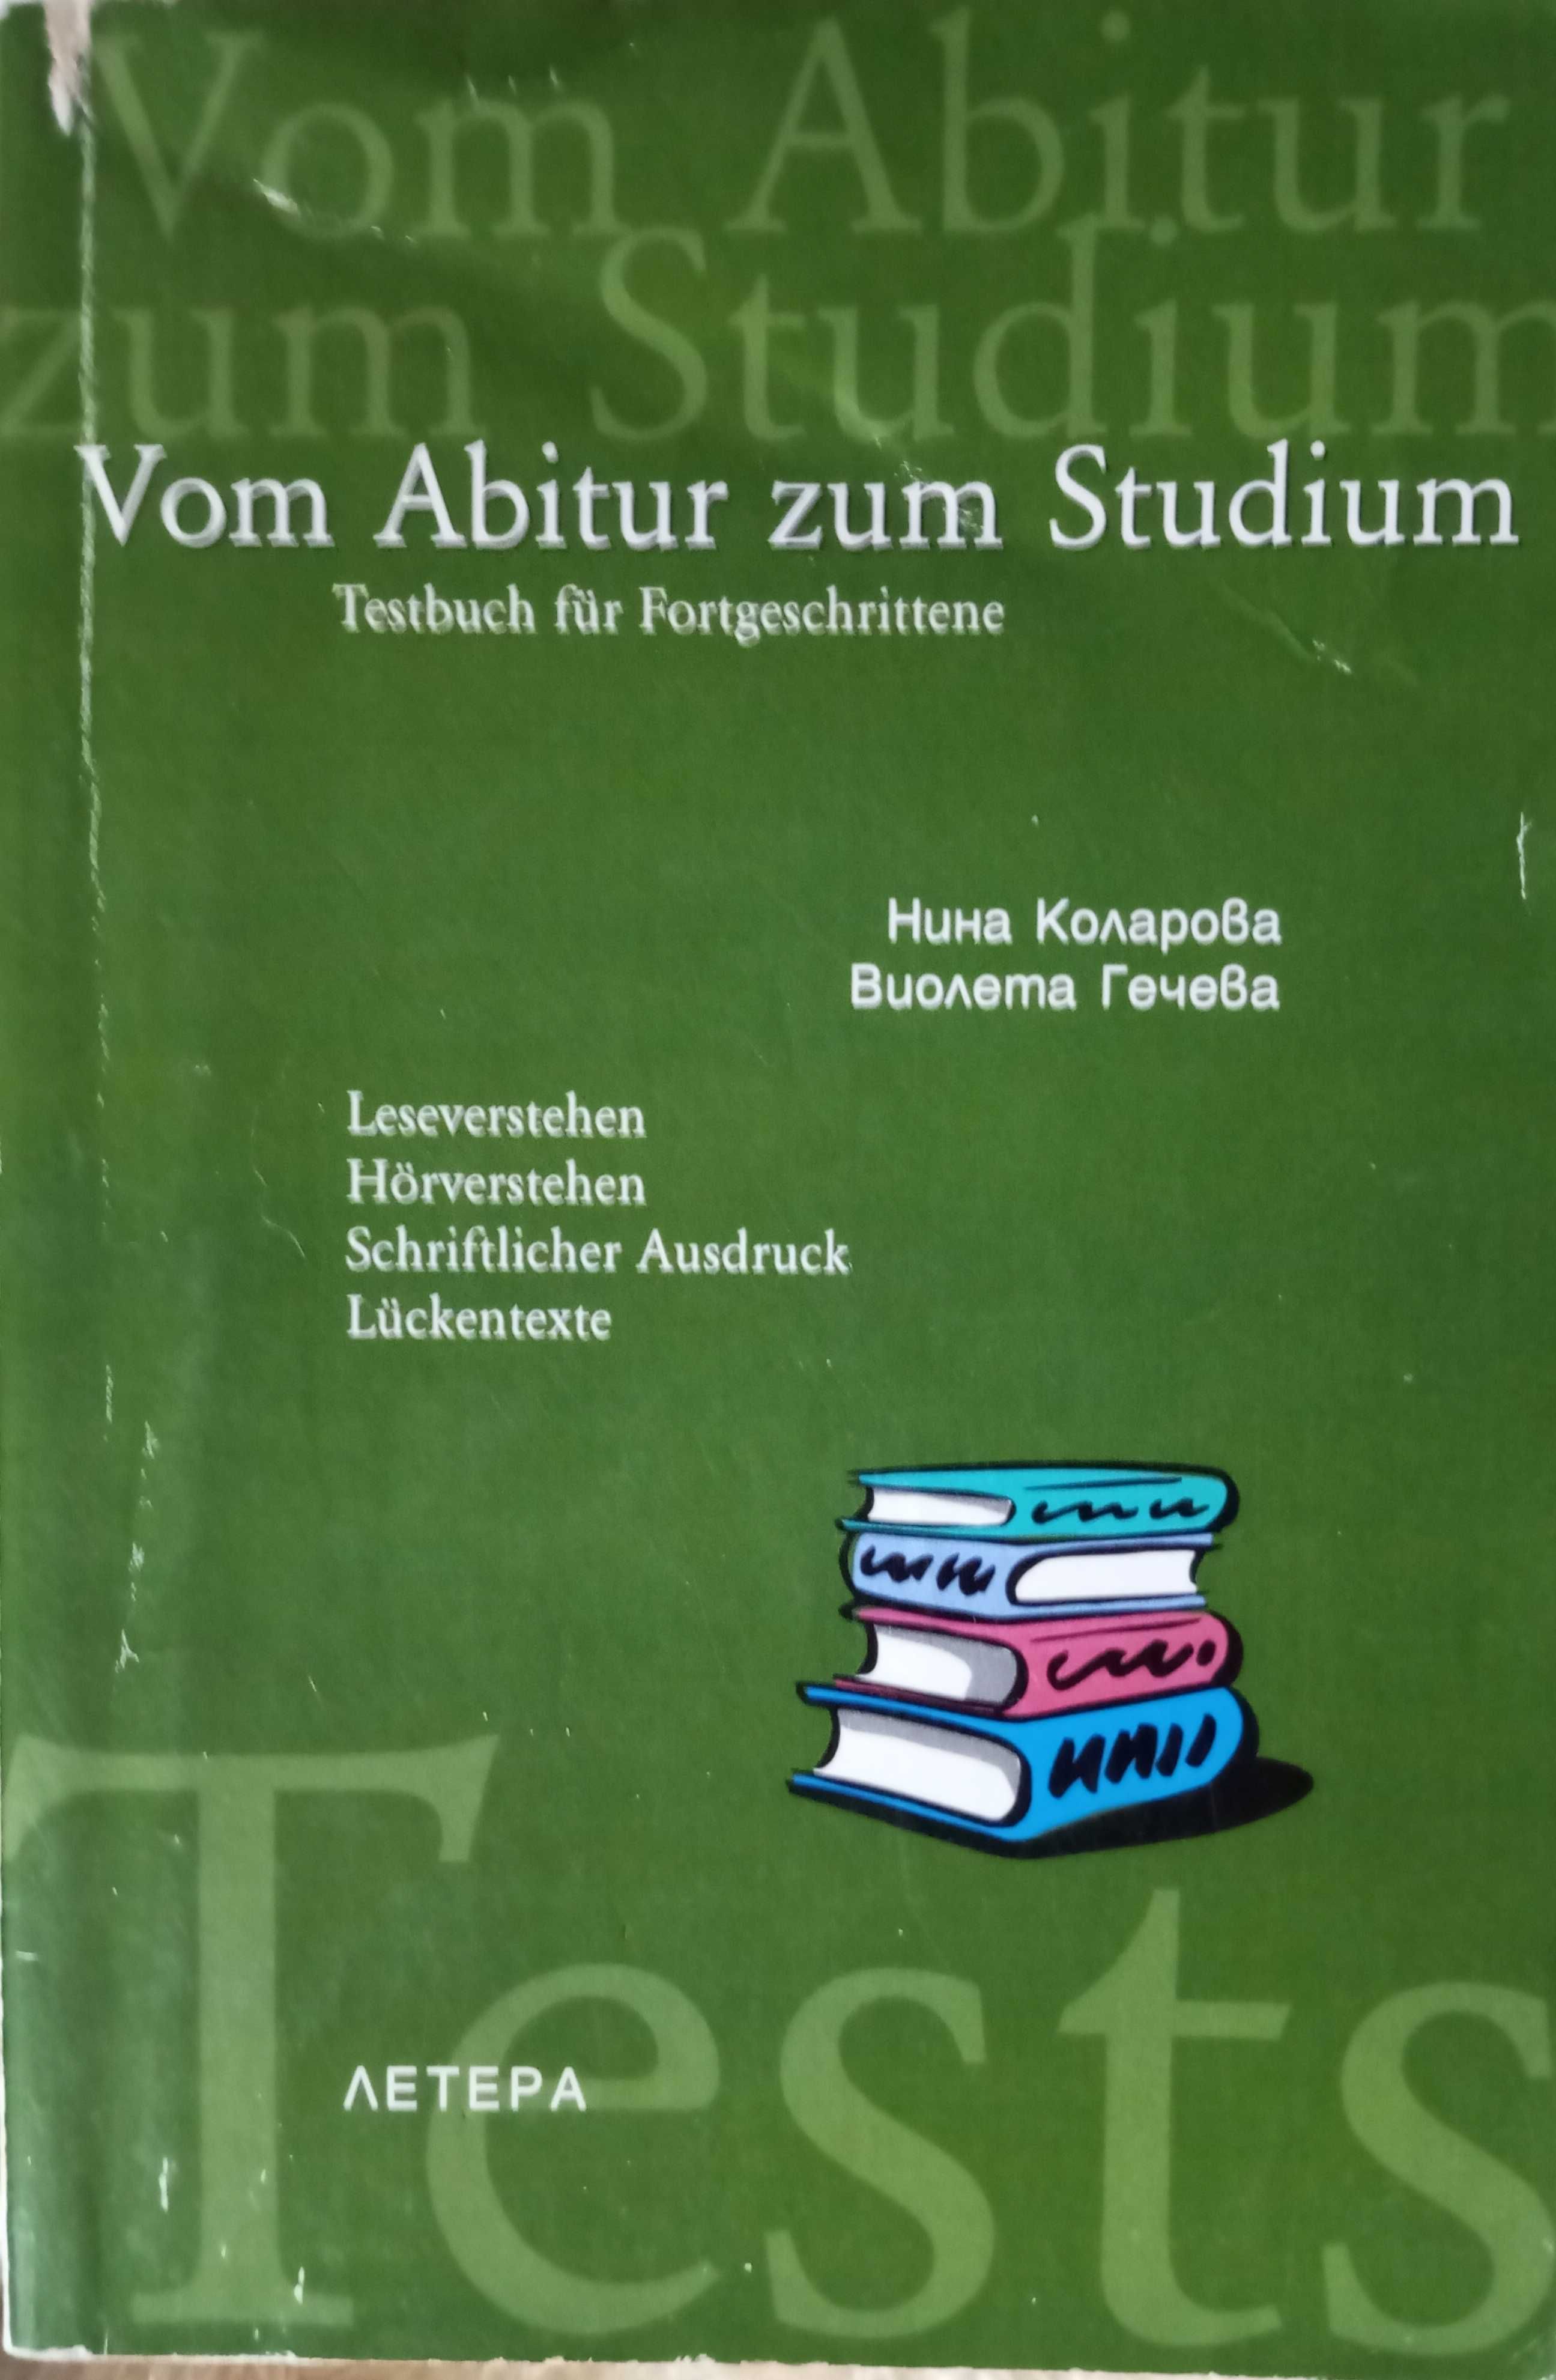 Vom Abitur
zum Studium
Vom Abitur zum Studium
Testbuch für Fortgeschrittene
Нина Коларова
Виолета Гечева
Leseverstehen
Hörverstehen
Schriftlicher Ausdruck
Lückentexte
Tests
ЛЕТЕРА